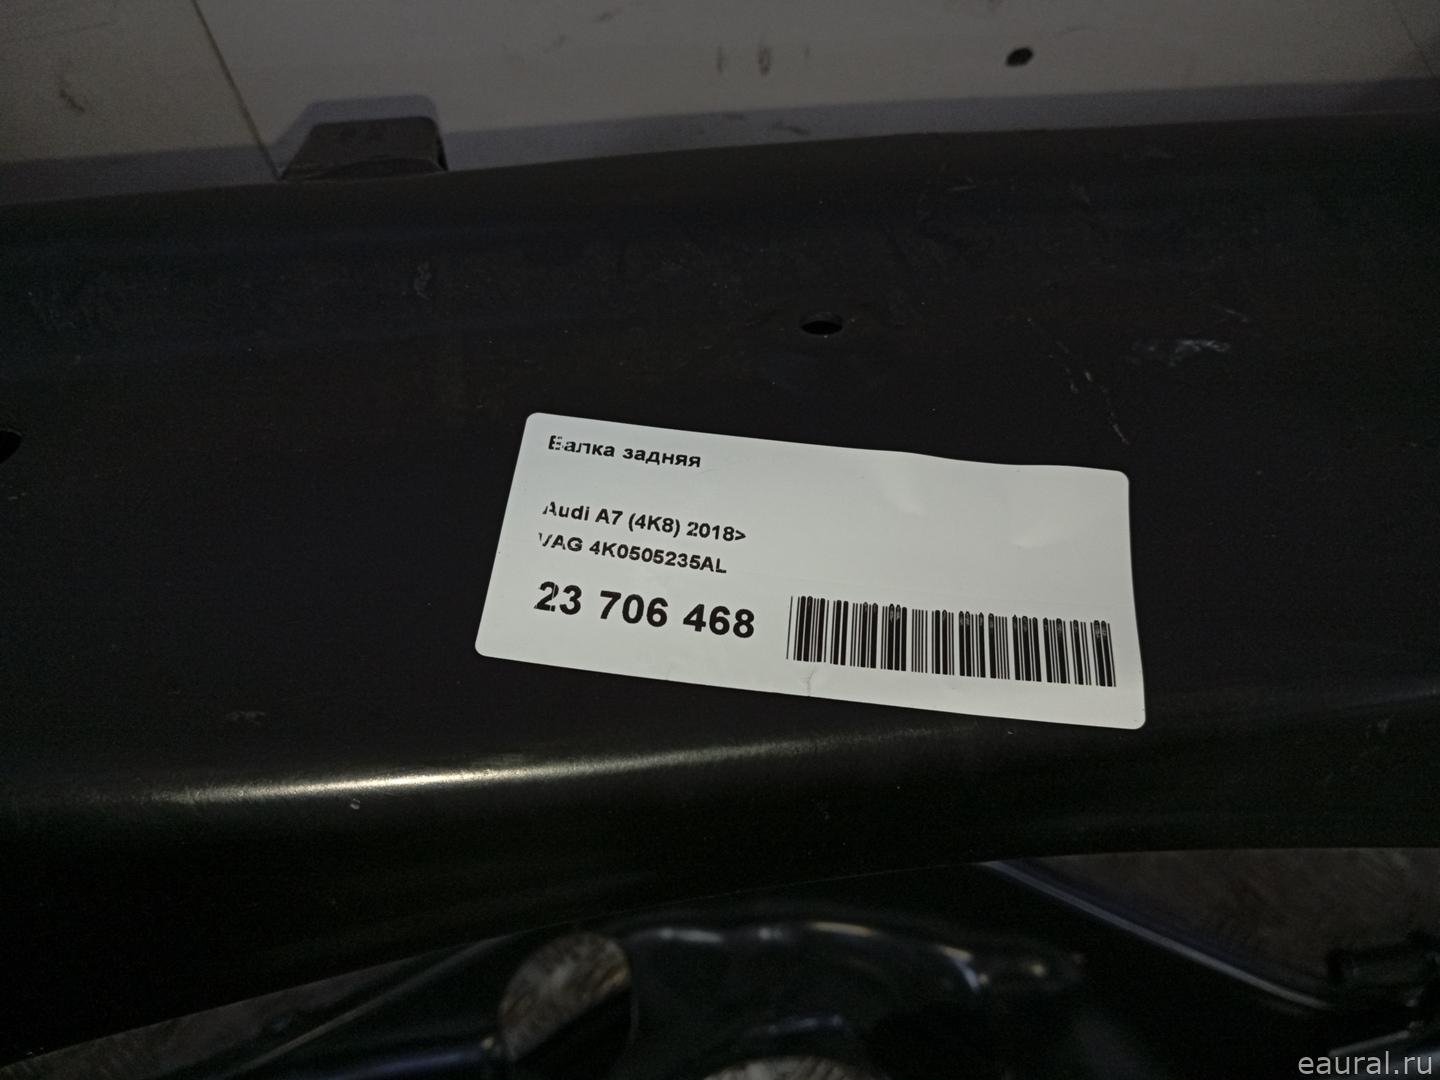 Балка задняя
Audi A7 (4K8) 2018>
VAG 4K0505235AL
23 706 468
eaural.ru